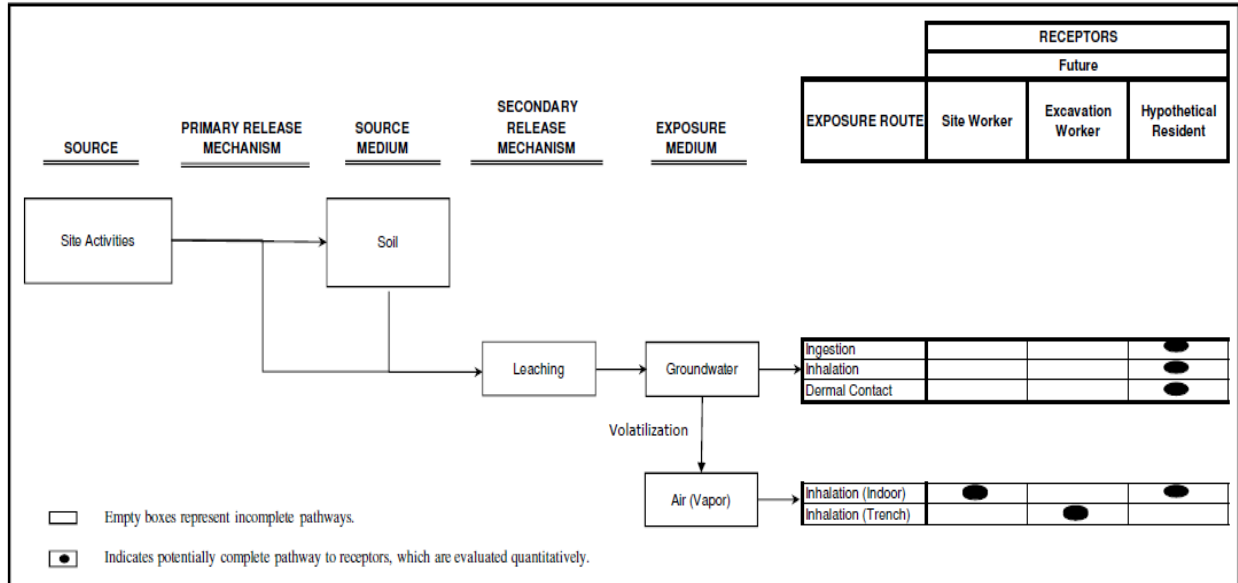 RECEPTORS
Future
EXPOSURE ROUTE
Site Worker
Excavation
Worker
Hypothetical
Resident
SOURCE
PRIMARY RELEASE
MECHANISM
SOURCE
MEDIUM
SECONDARY
RELEASE
MECHANISM
EXPOSURE
MEDIUM
Site Activities
Soil
Leaching
Groundwater
Ingestion
Inhalation
Dermal Contact
Volatilization
Air (Vapor)
Inhalation (Indoor)
Inhalation (Trench)
Empty boxes represent incomplete pathways.
Indicates potentially complete pathway to receptors, which are evaluated quantitatively.